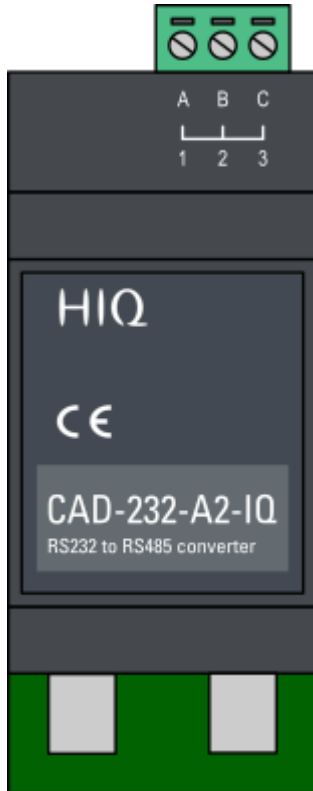 A B C
1 2 3
HIQ
CE
CAD-232-A2-IQ
RS232 to RS485 converter